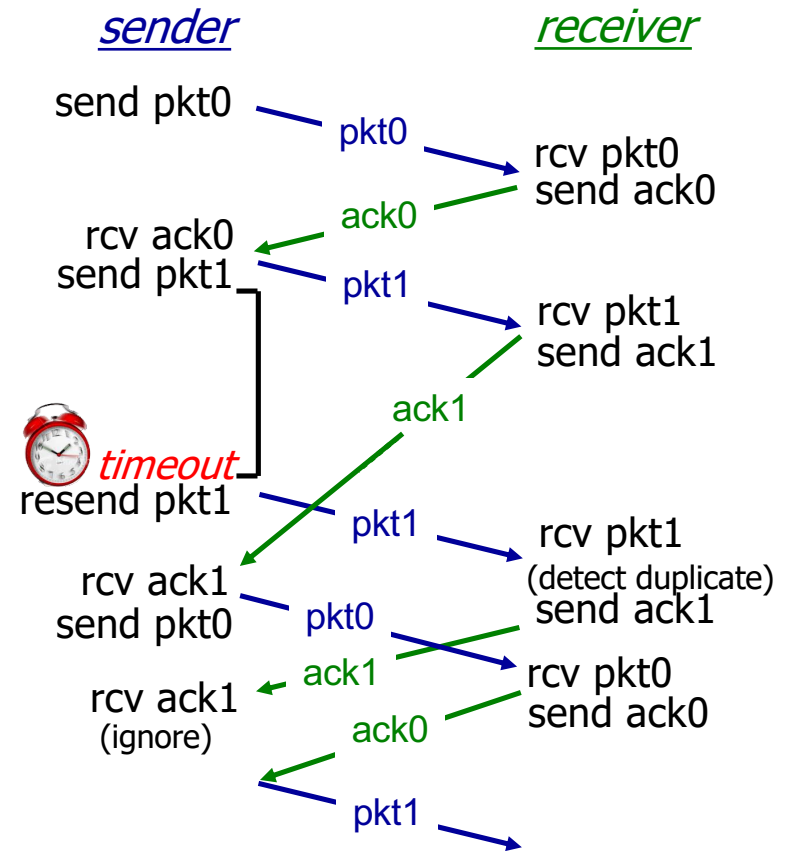 sender
receiver
send pkt0
pkt0
rcv pkt0
send ack0
ack0
rcv ack0
send pkt1
pkt1
rcv pkt1
send ack1
ack1
timeout
resend pkt1
pkt1
rcv pkt1
(detect duplicate)
send ack1
rcv ack1
send pkt0
pkt0
ack1
rcv pkt0
send ack0
rcv ack1
(ignore)
ack0
pkt1